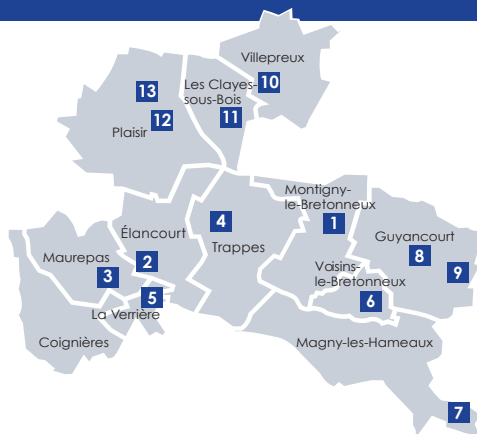 Villepreux
10
13
Les Clayes-
sous-Bois
11
12
Plaisir
Montigny-
le-Bretonneux
1
4
Trappes
Élancourt
2
Guyancourt
8
9
Maurepas
3
Voisins-
le-Bretonneux
6
5
La Verrière
Coignières
Magny-les-Hameaux
7